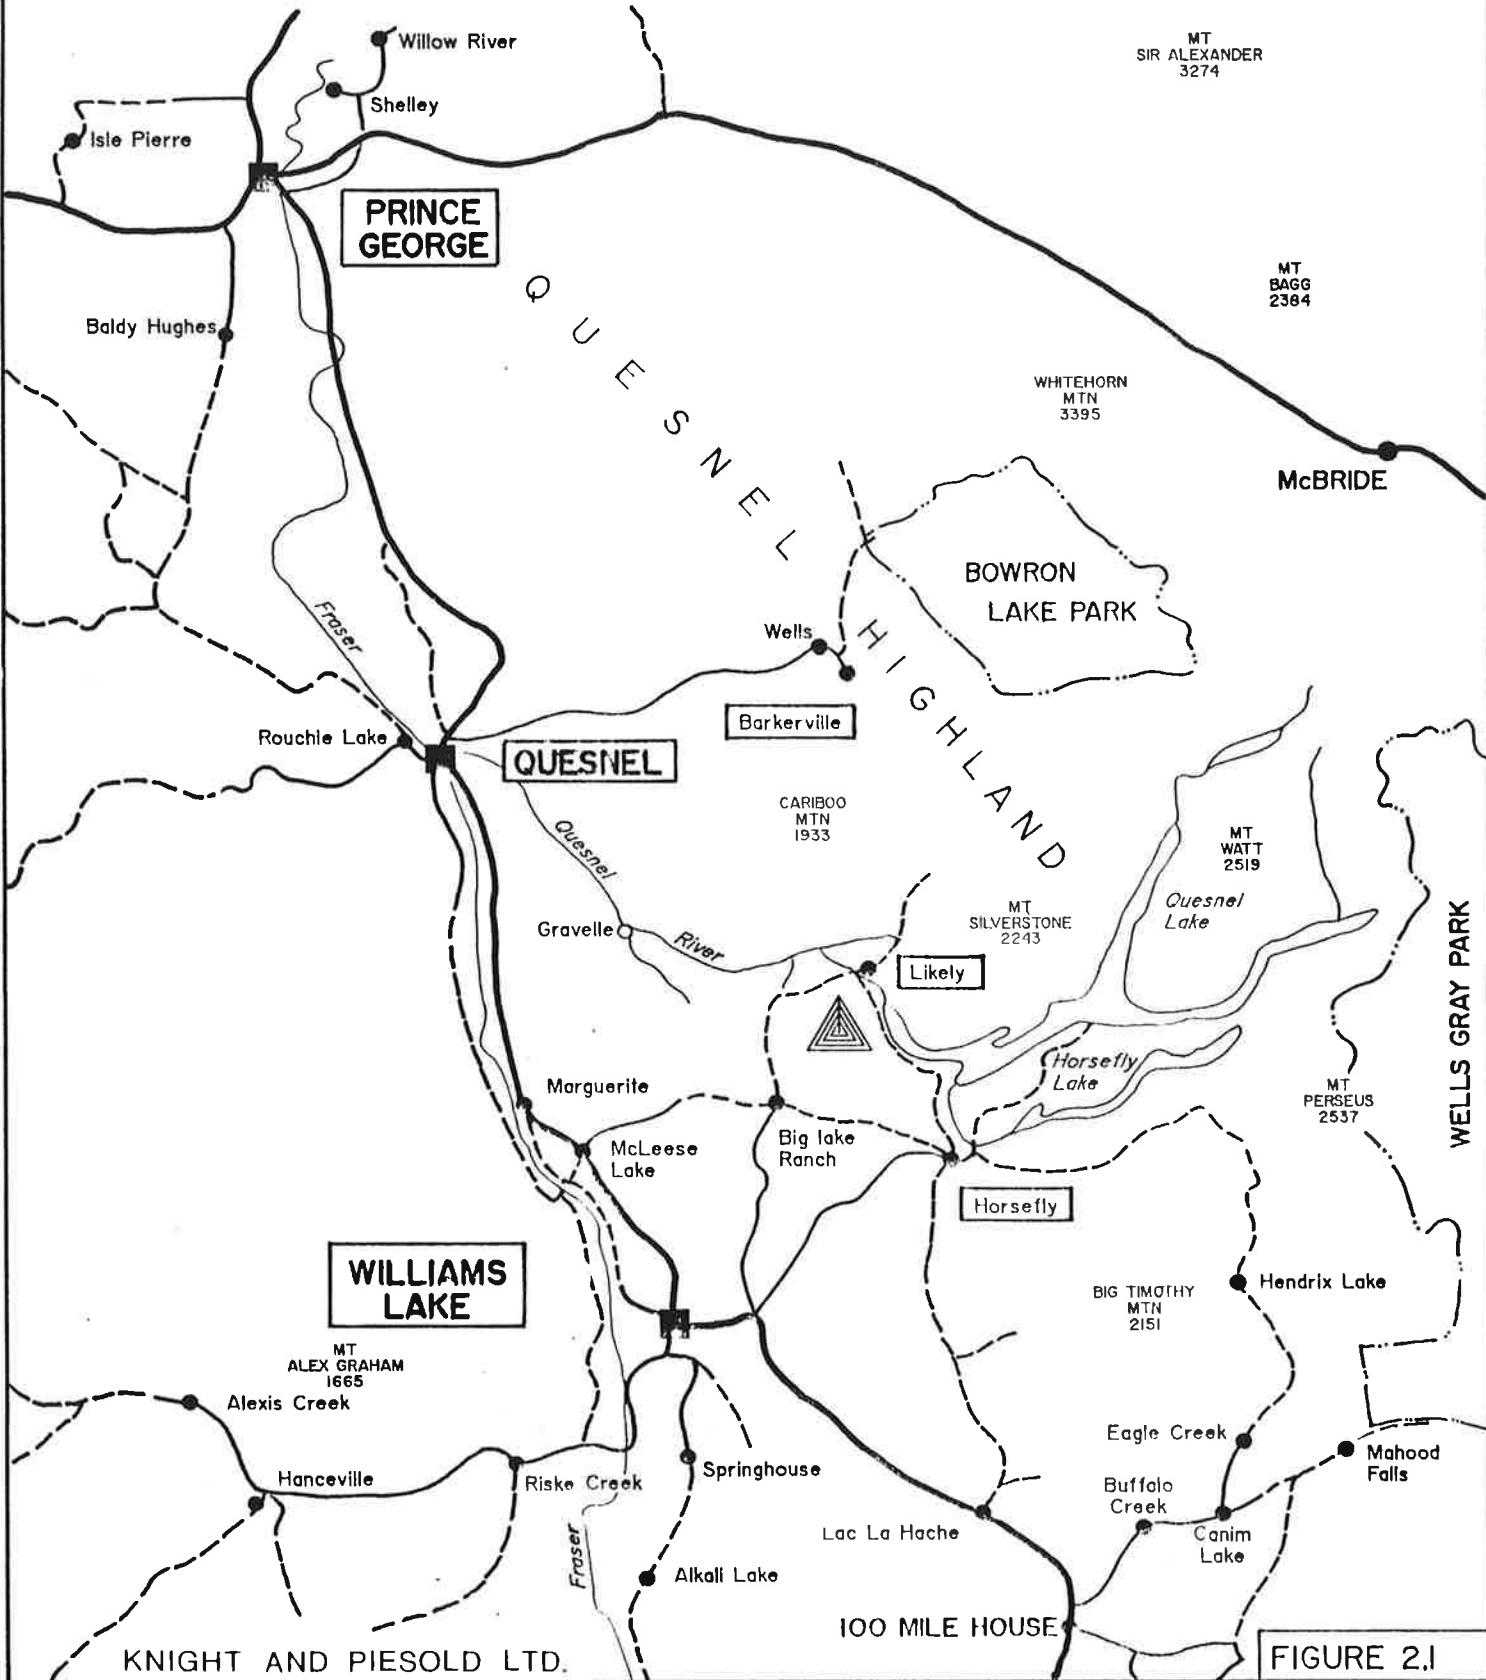 Willow River
MT
SIR ALEXANDER
3274
Shelley
Isle Pierre
PRINCE
GEORGE
MT
BAGG
2384
QUESNEL
HIGHLAND
Baldy Hughes
WHITEHORN
MTN
3395
McBRIDE
BOWRON
LAKE PARK
Fraser
Wells
Barkerville
Rouchie Lake
QUESNEL
CARIBOO
MTN
1933
MT
WATT
2519
Quesnel
River
Quesnel
Lake
MT
SILVERSTONE
2243
Gravelle
Likely
WELLS GRAY PARK
Horsefly
Lake
Marguerite
MT
PERSEUS
2537
McLeese
Lake
Big lake
Ranch
Horsefly
WILLIAMS
LAKE
Hendrix Lake
BIG TIMOTHY
MTN
2151
MT
ALEX GRAHAM
1665
Alexis Creek
Eagle Creek
Mahood
Falls
Hanceville
Riske Creek
Springhouse
Buffalo
Creek
Lac La Hache
Canim
Lake
Fraser
Alkali Lake
100 MILE HOUSE
KNIGHT AND PIESOLD LTD.
FIGURE 2.1